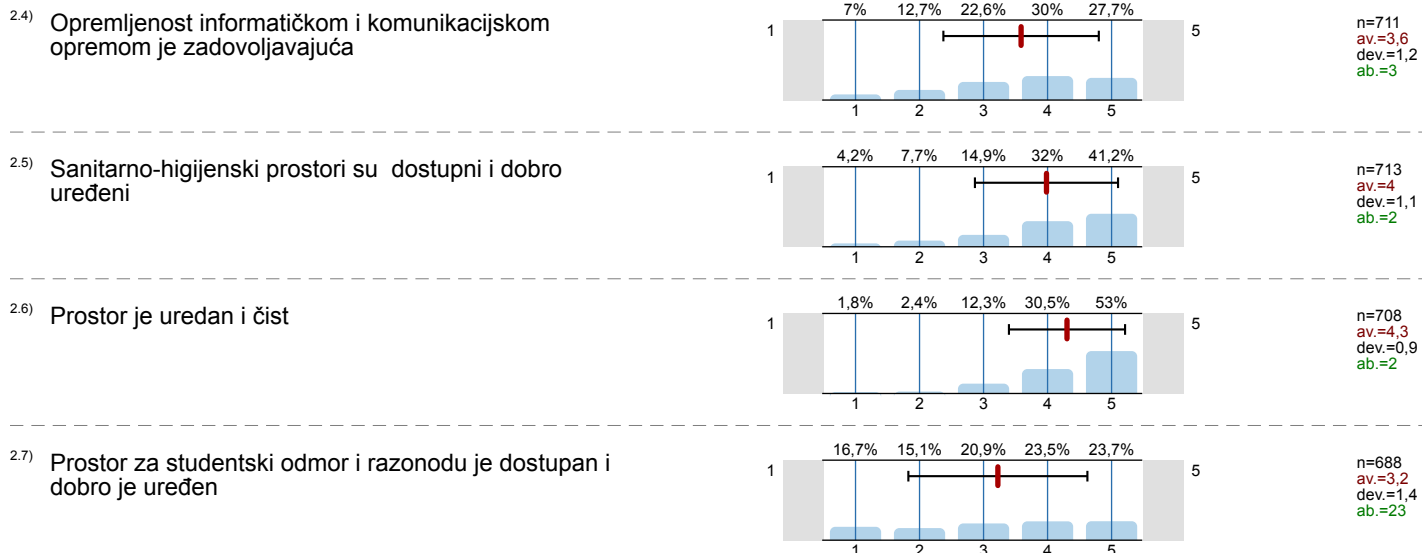 2.4) Opremljenost informatičkom i komunikacijskom
opremom je zadovoljavajuća
7% 12,7% 22,6% 30% 27,7%
1 5
1 2 3 4 5
n=711
av.=3,6
dev.=1,2
ab.=3
2.5) Sanitarno-higijenski prostori su  dostupni i dobro
uređeni
4,2% 7,7% 14,9% 32% 41,2%
1 5
1 2 3 4 5
n=713
av.=4
dev.=1,1
ab.=2
2.6) Prostor je uredan i čist
1,8% 2,4% 12,3% 30,5% 53%
1 5
1 2 3 4 5
n=708
av.=4,3
dev.=0,9
ab.=2
2.7) Prostor za studentski odmor i razonodu je dostupan i
dobro je uređen
16,7% 15,1% 20,9% 23,5% 23,7%
1 5
1 2 3 4 5
n=688
av.=3,2
dev.=1,4
ab.=23